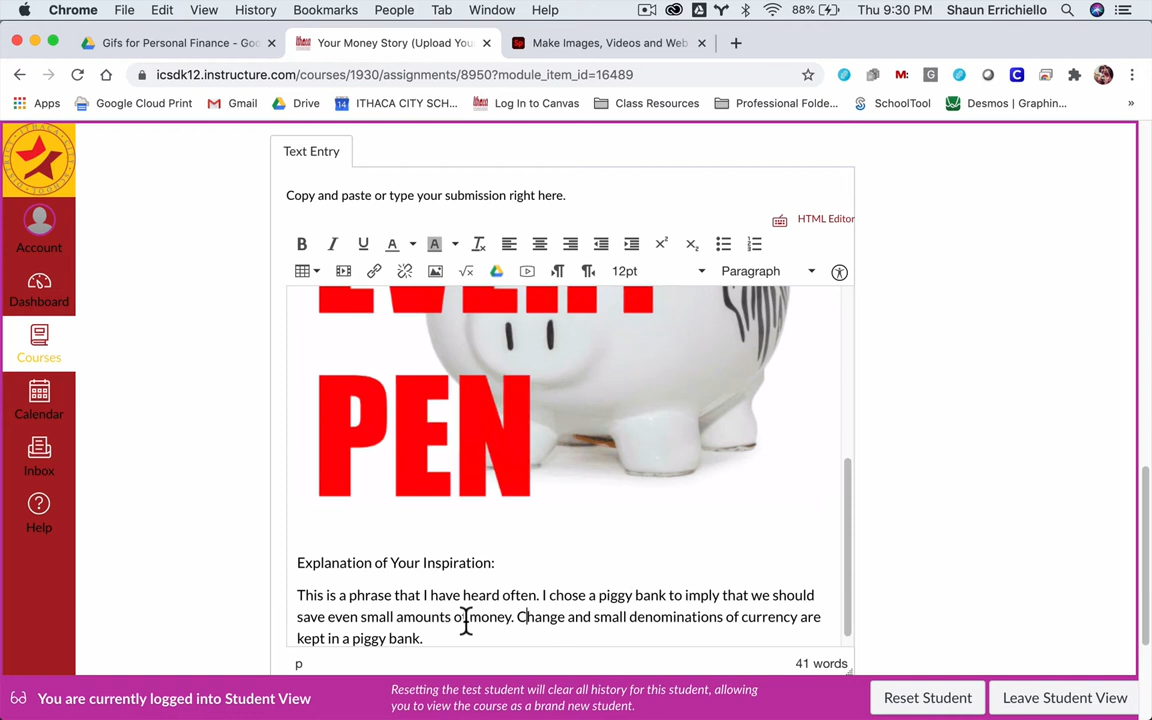 Chrome File Edit View History Bookmarks People Tab Window Help 88% Thu 9:30 PM Shaun Errichiello
Gifs for Personal Finance - Goo Your Money Story (Upload You Make Images, Videos and Web
icsdk12.instructure.com/courses/1930/assignments/8950?module_item_id=16489
Apps Google Cloud Print Gmail Drive ITHACA CITY SCH... Log In to Canvas Class Resources Professional Folde... SchoolTool Desmos | Graphin... »
Text Entry
Copy and paste or type your submission right here.
HTML Editor
12pt Paragraph
Account
Dashboard
Courses
Calendar
Inbox
Help
PEN
Explanation of Your Inspiration:
This is a phrase that I have heard often. I chose a piggy bank to imply that we should
save even small amounts of money. Change and small denominations of currency are
kept in a piggy bank.
p 41 words
You are currently logged into Student View
Resetting the test student will clear all history for this student, allowing
you to view the course as a brand new student.
Reset Student Leave Student View